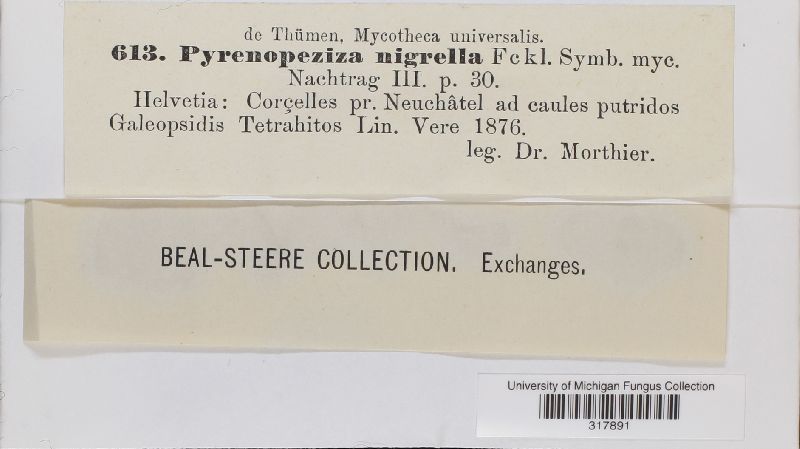 de Thümen, Mycotheca universalis.
613. Pyrenopeziza nigrella Fckl. Symb. myc.
Nachtrag III. p. 30.
Helvetia: Corçelles pr. Neuchâtel ad caules putridos
Galeopsidis Tetrahitos Lin. Vere 1876.
leg. Dr. Morthier.
BEAL-STEERE COLLECTION. Exchanges.
University of Michigan Fungus Collection
317891